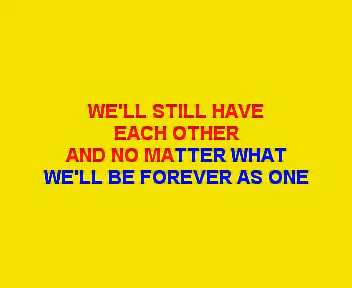 WE'LL STILL HAVE
EACH OTHER
AND NO MATTER WHAT
WE'LL BE FOREVER AS ONE